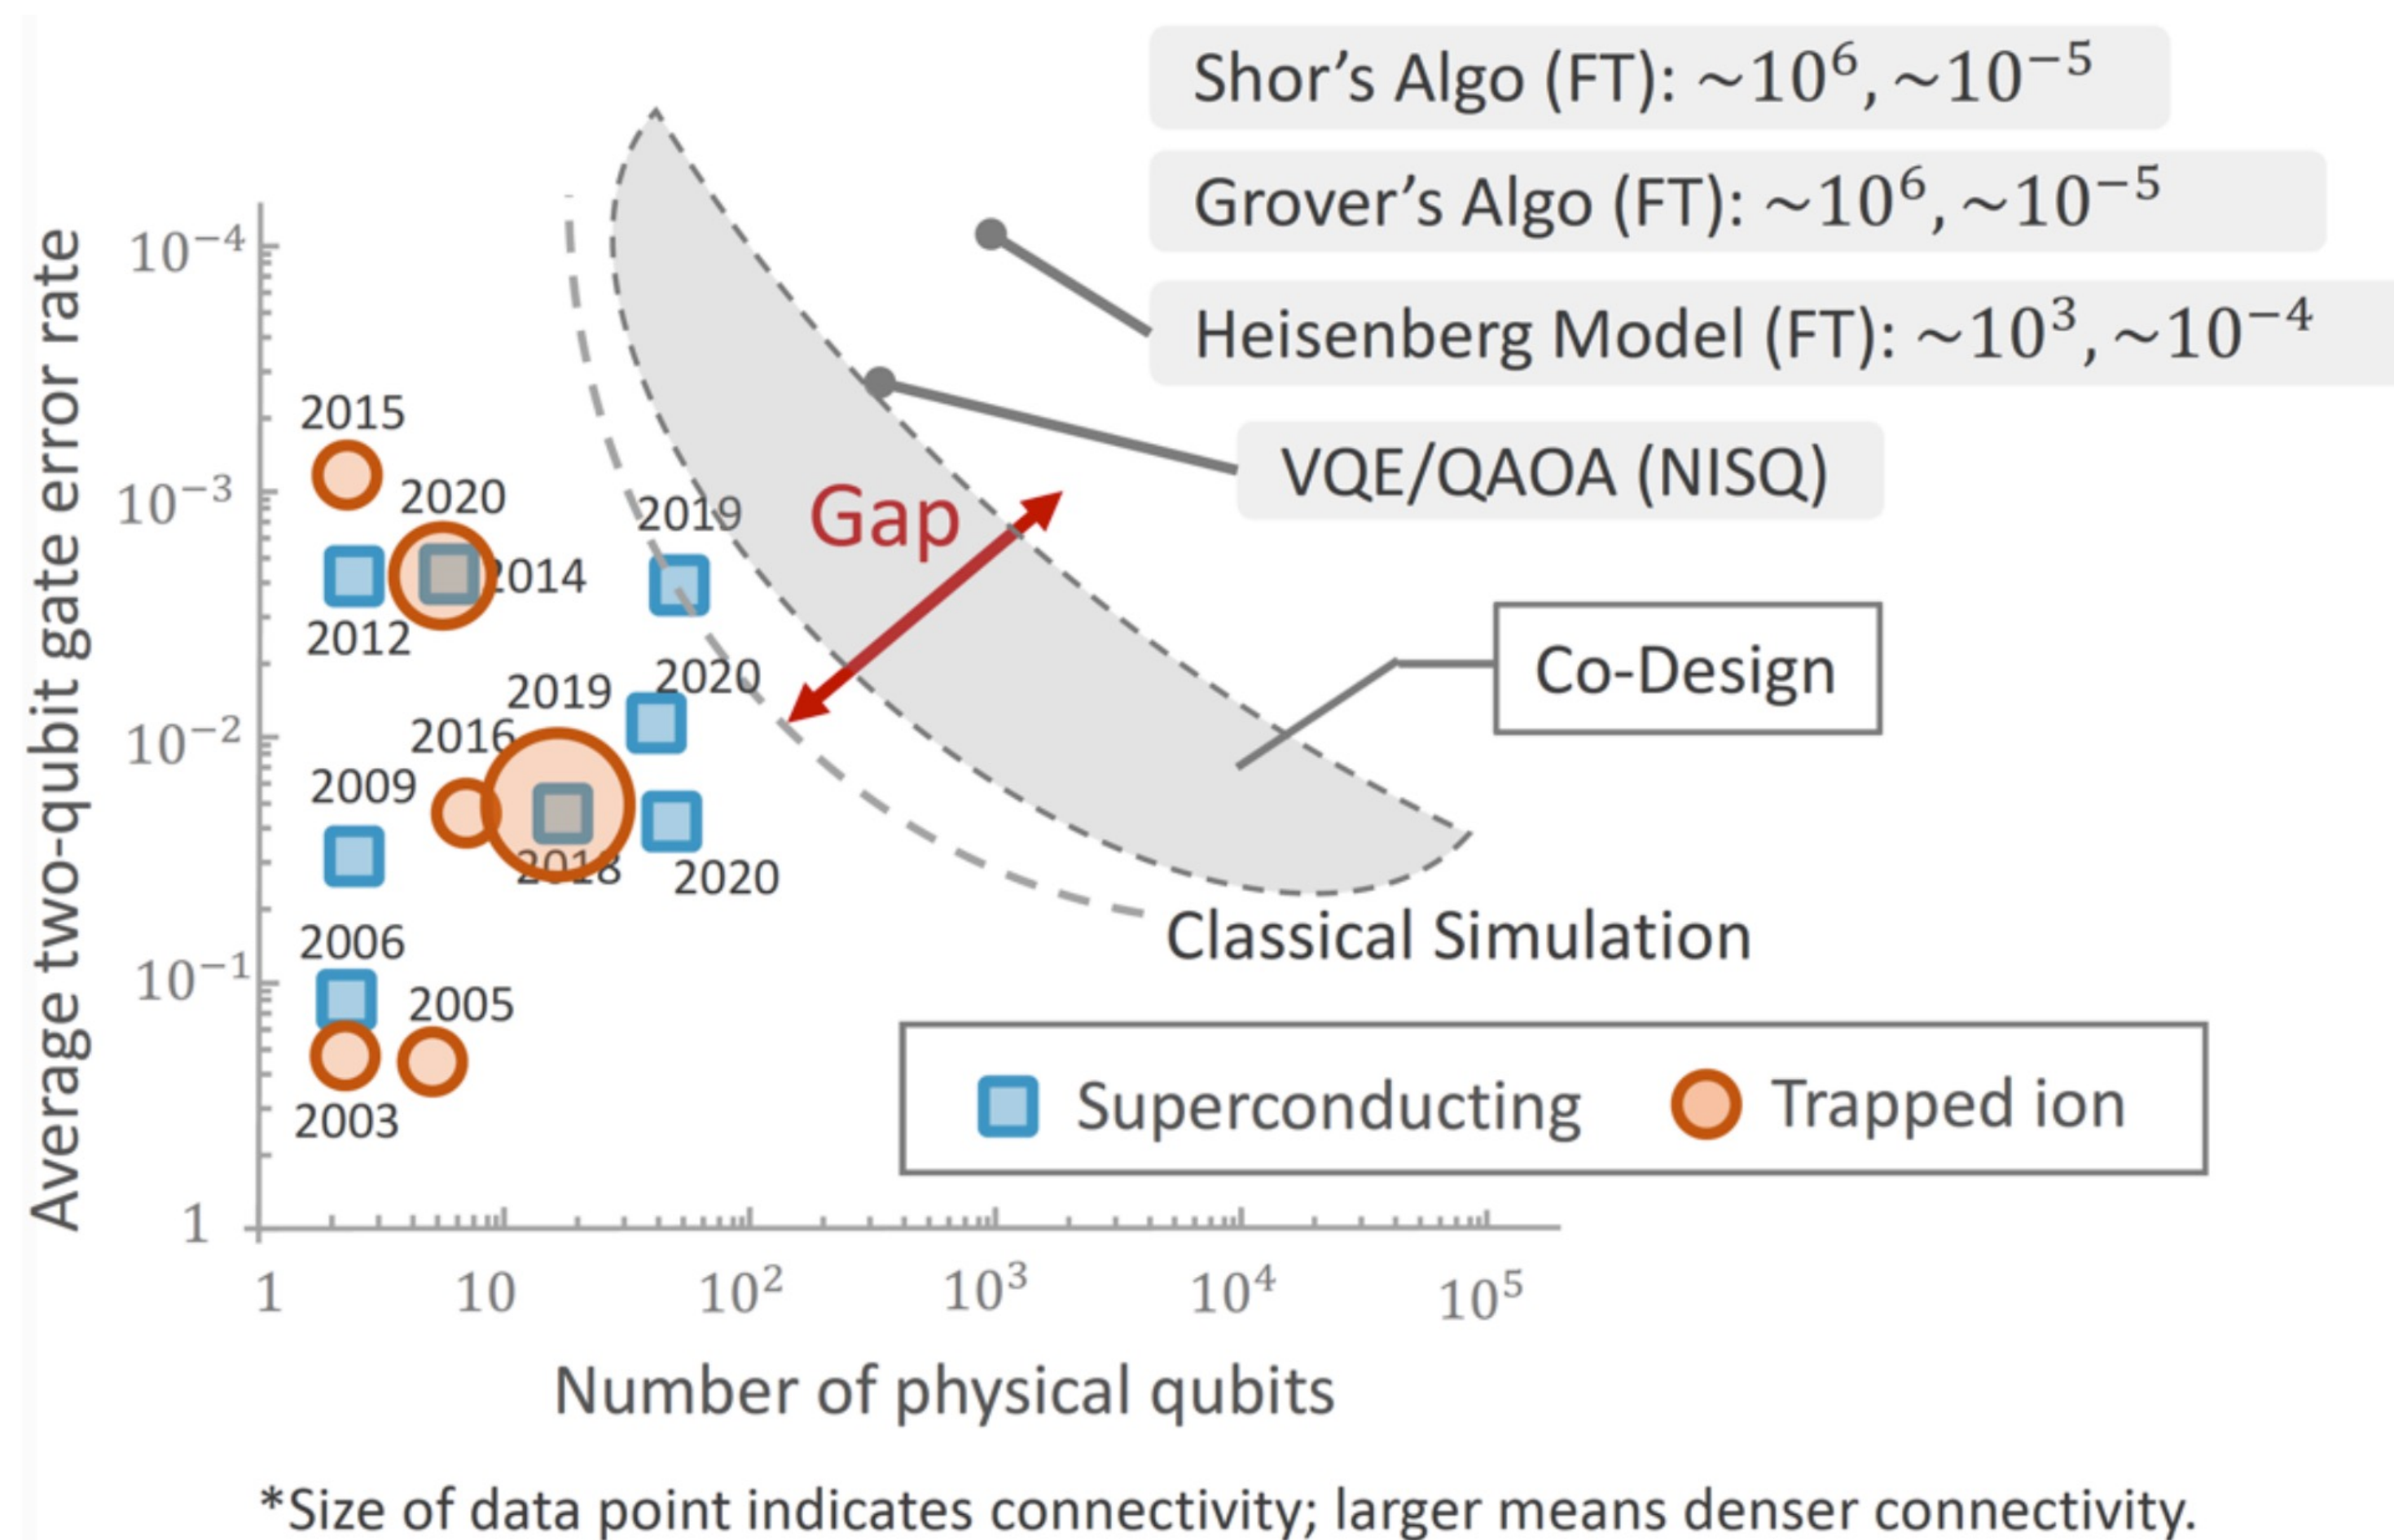 Shor's Algo (FT): ~10⁶, ~10⁻⁵
Grover's Algo (FT): ~10⁶, ~10⁻⁵
Heisenberg Model (FT): ~10³, ~10⁻⁴
VQE/QAOA (NISQ)
Gap
Co-Design
Classical Simulation
Average two-qubit gate error rate
10⁻⁴
10⁻³
10⁻²
10⁻¹
1
2015
2020
2014
2012
2019
2020
2019
2016
2009
2018
2020
2006
2005
2003
Superconducting
Trapped ion
1
10
10²
10³
10⁴
10⁵
Number of physical qubits
*Size of data point indicates connectivity; larger means denser connectivity.